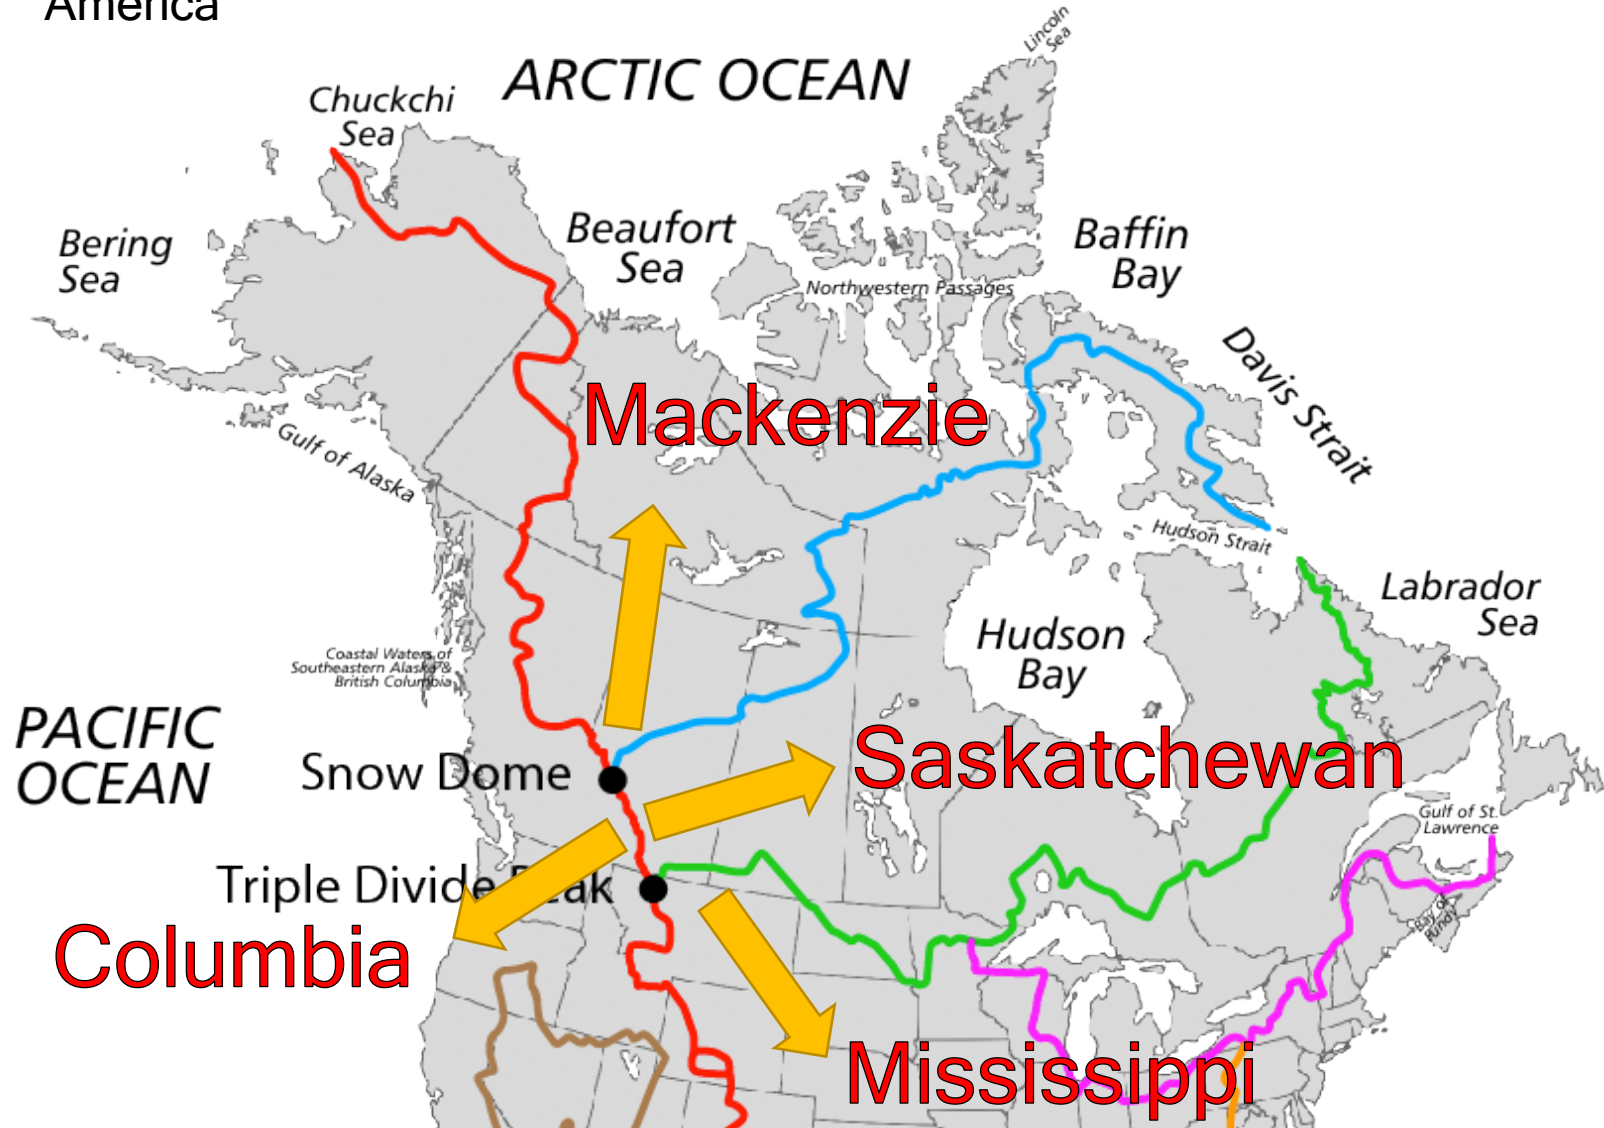 America
Lincoln
Sea
ARCTIC OCEAN
Chuckchi
Sea
Bering
Sea
Beaufort
Sea
Baffin
Bay
Northwestern Passages
Davis Strait
Mackenzie
Gulf of Alaska
Hudson Strait
Labrador
Sea
Hudson
Bay
Coastal Waters of
Southeastern Alaska &
British Columbia
PACIFIC
OCEAN
Snow Dome
Saskatchewan
Gulf of St.
Lawrence
Triple Divide Peak
Bay of
Fundy
Columbia
Mississippi